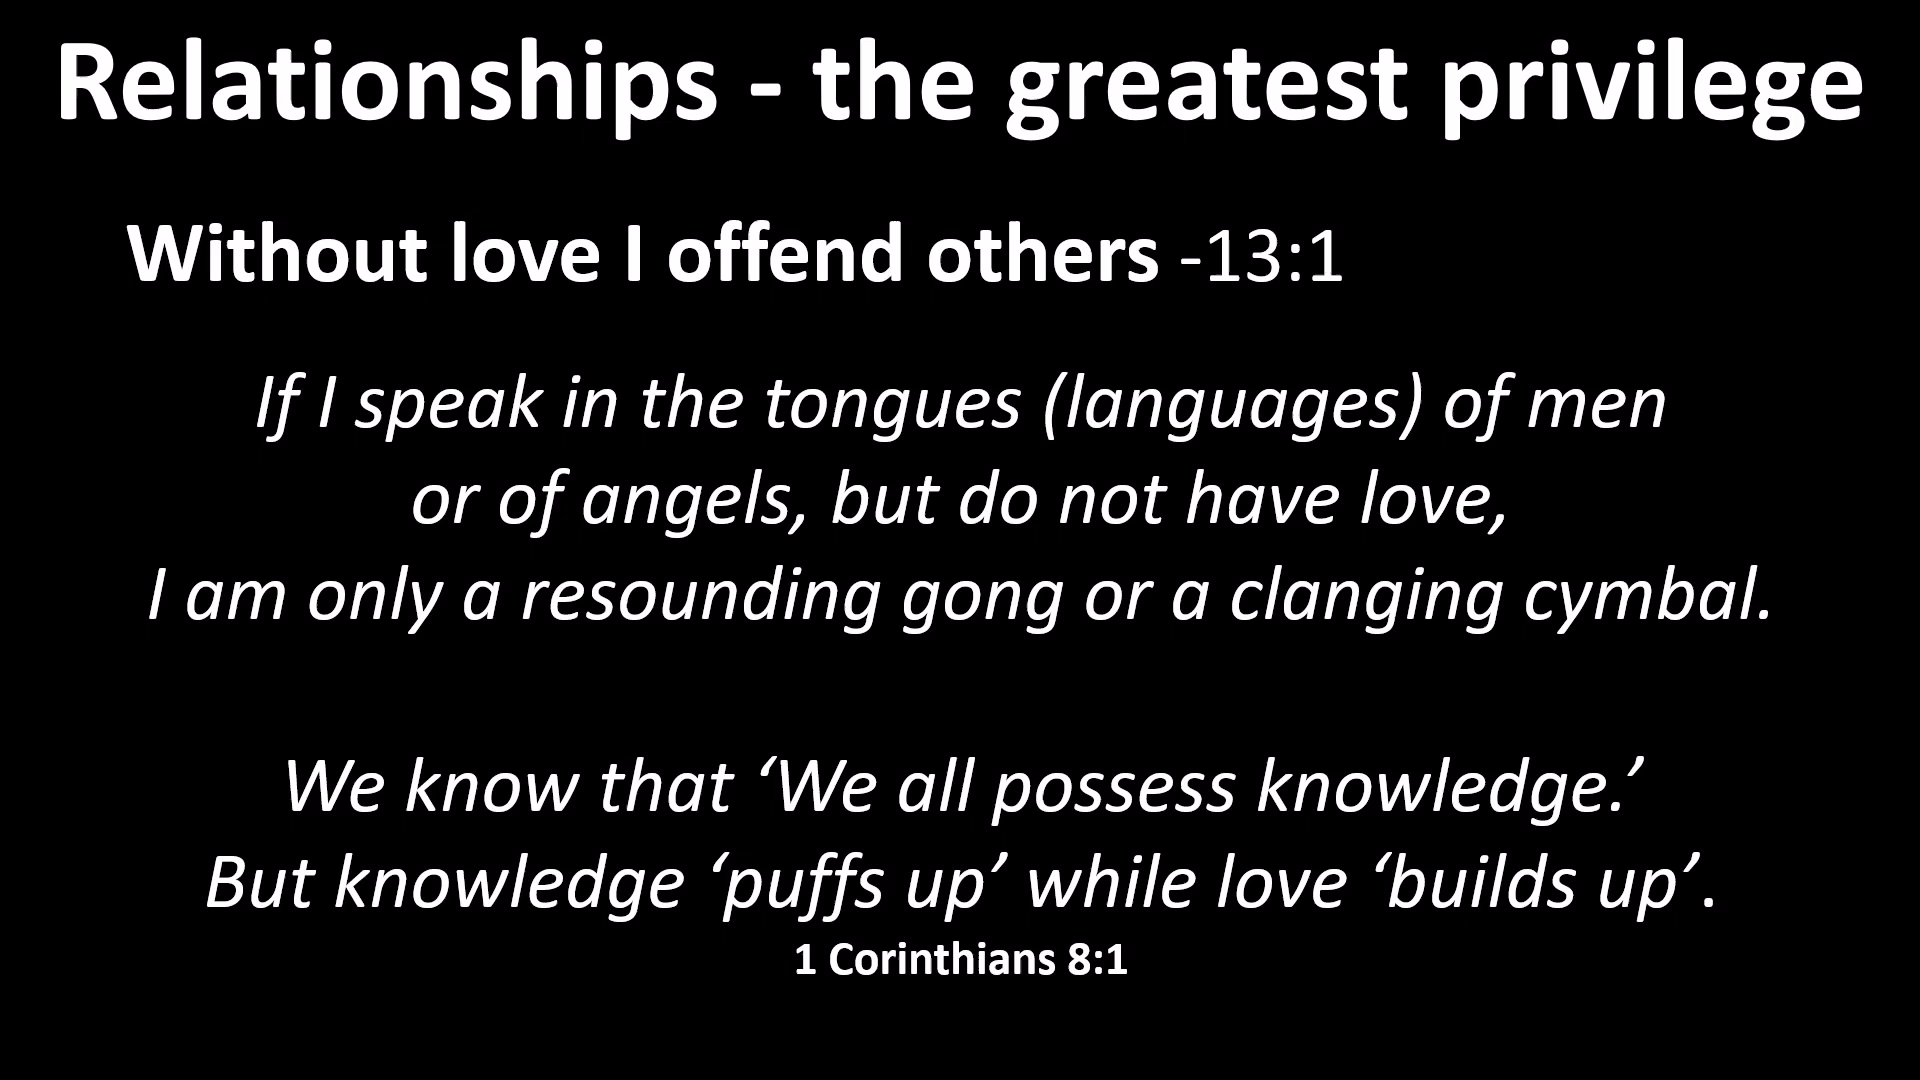 Relationships - the greatest privilege
Without love I offend others -13:1
If I speak in the tongues (languages) of men
or of angels, but do not have love,
I am only a resounding gong or a clanging cymbal.
We know that ‘We all possess knowledge.’
But knowledge ‘puffs up’ while love ‘builds up’.
1 Corinthians 8:1